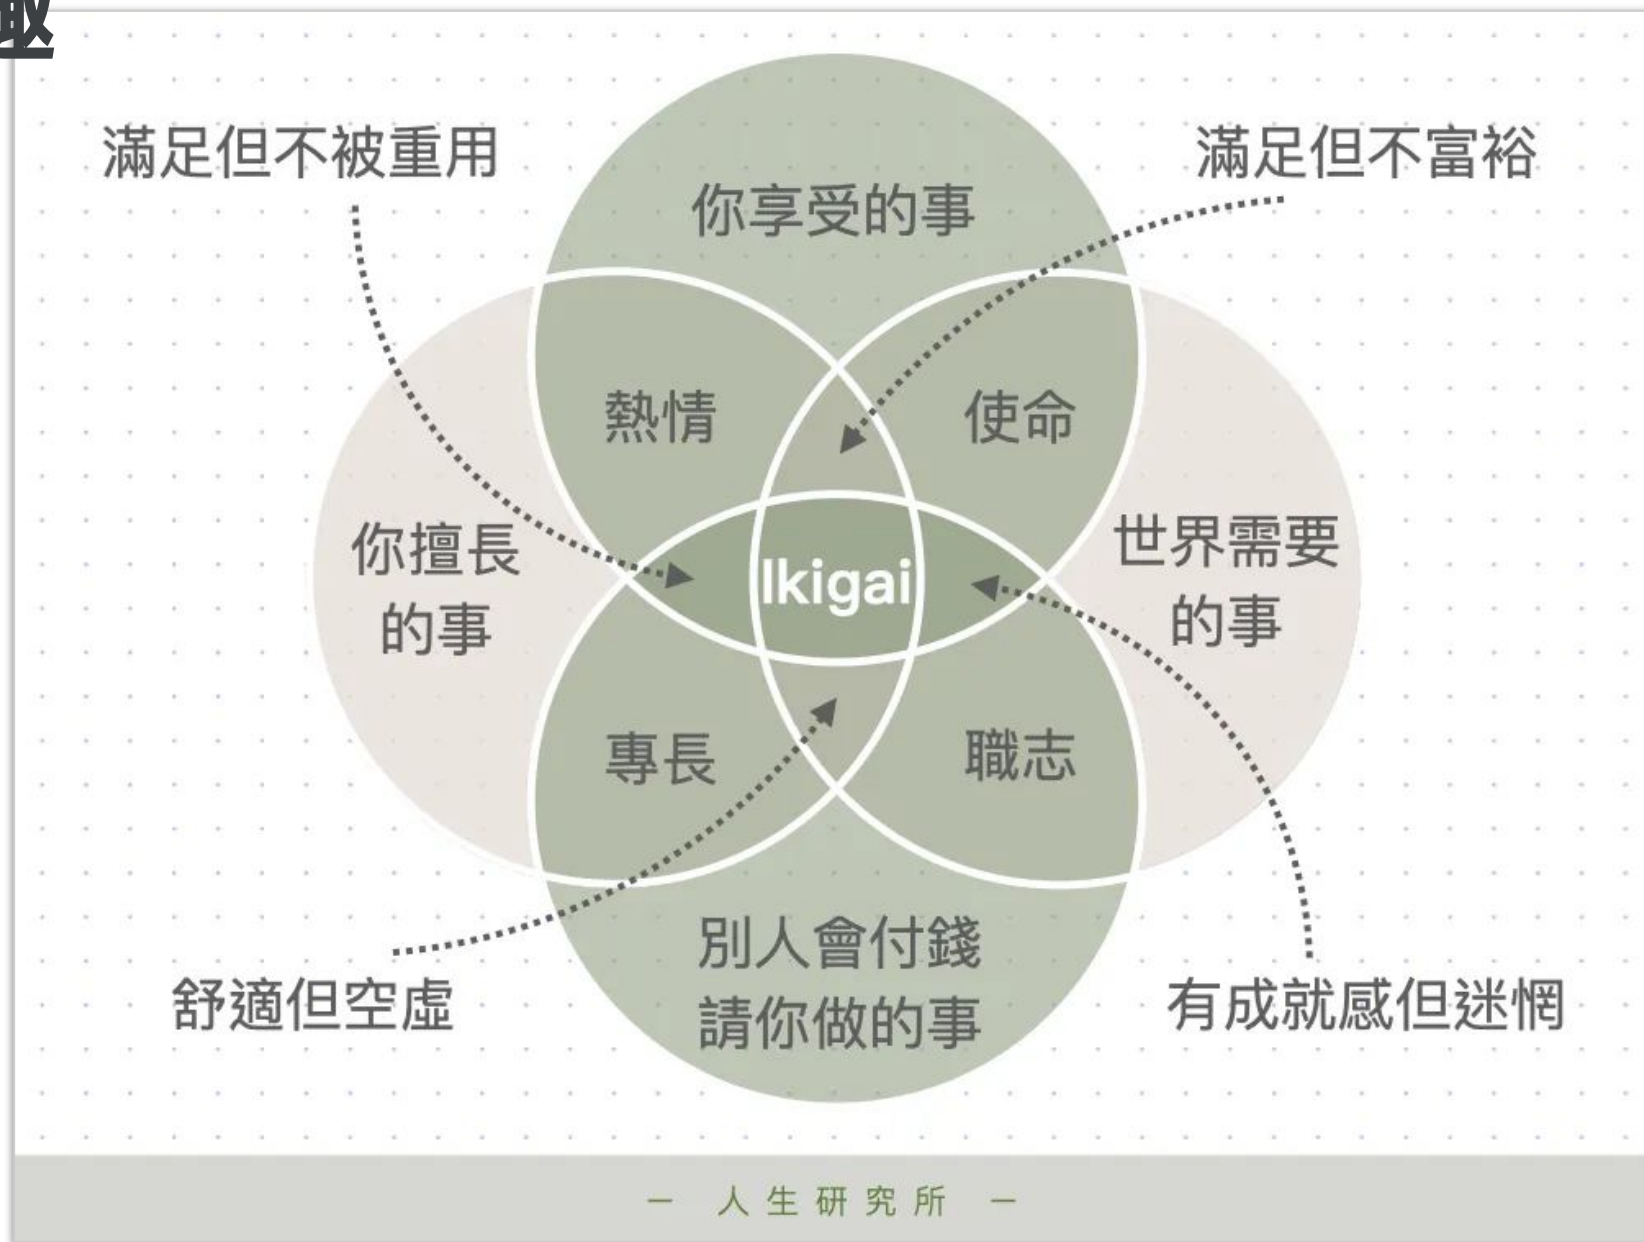 滿足但不被重用
滿足但不富裕
你享受的事
熱情
使命
你擅長
的事
Ikigai
世界需要
的事
專長
職志
別人會付錢
請你做的事
舒適但空虛
有成就感但迷惘
— 人生研究所 —